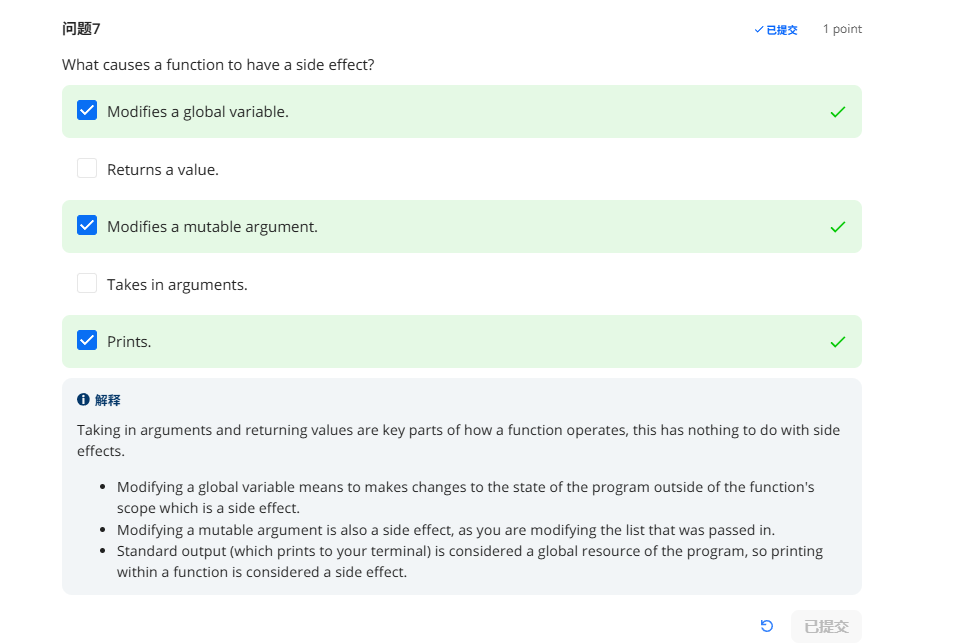 问题7
已提交 1 point
What causes a function to have a side effect?
Modifies a global variable.
Returns a value.
Modifies a mutable argument.
Takes in arguments.
Prints.
解释
Taking in arguments and returning values are key parts of how a function operates, this has nothing to do with side
effects.
Modifying a global variable means to makes changes to the state of the program outside of the function's
scope which is a side effect.
Modifying a mutable argument is also a side effect, as you are modifying the list that was passed in.
Standard output (which prints to your terminal) is considered a global resource of the program, so printing
within a function is considered a side effect.
已提交